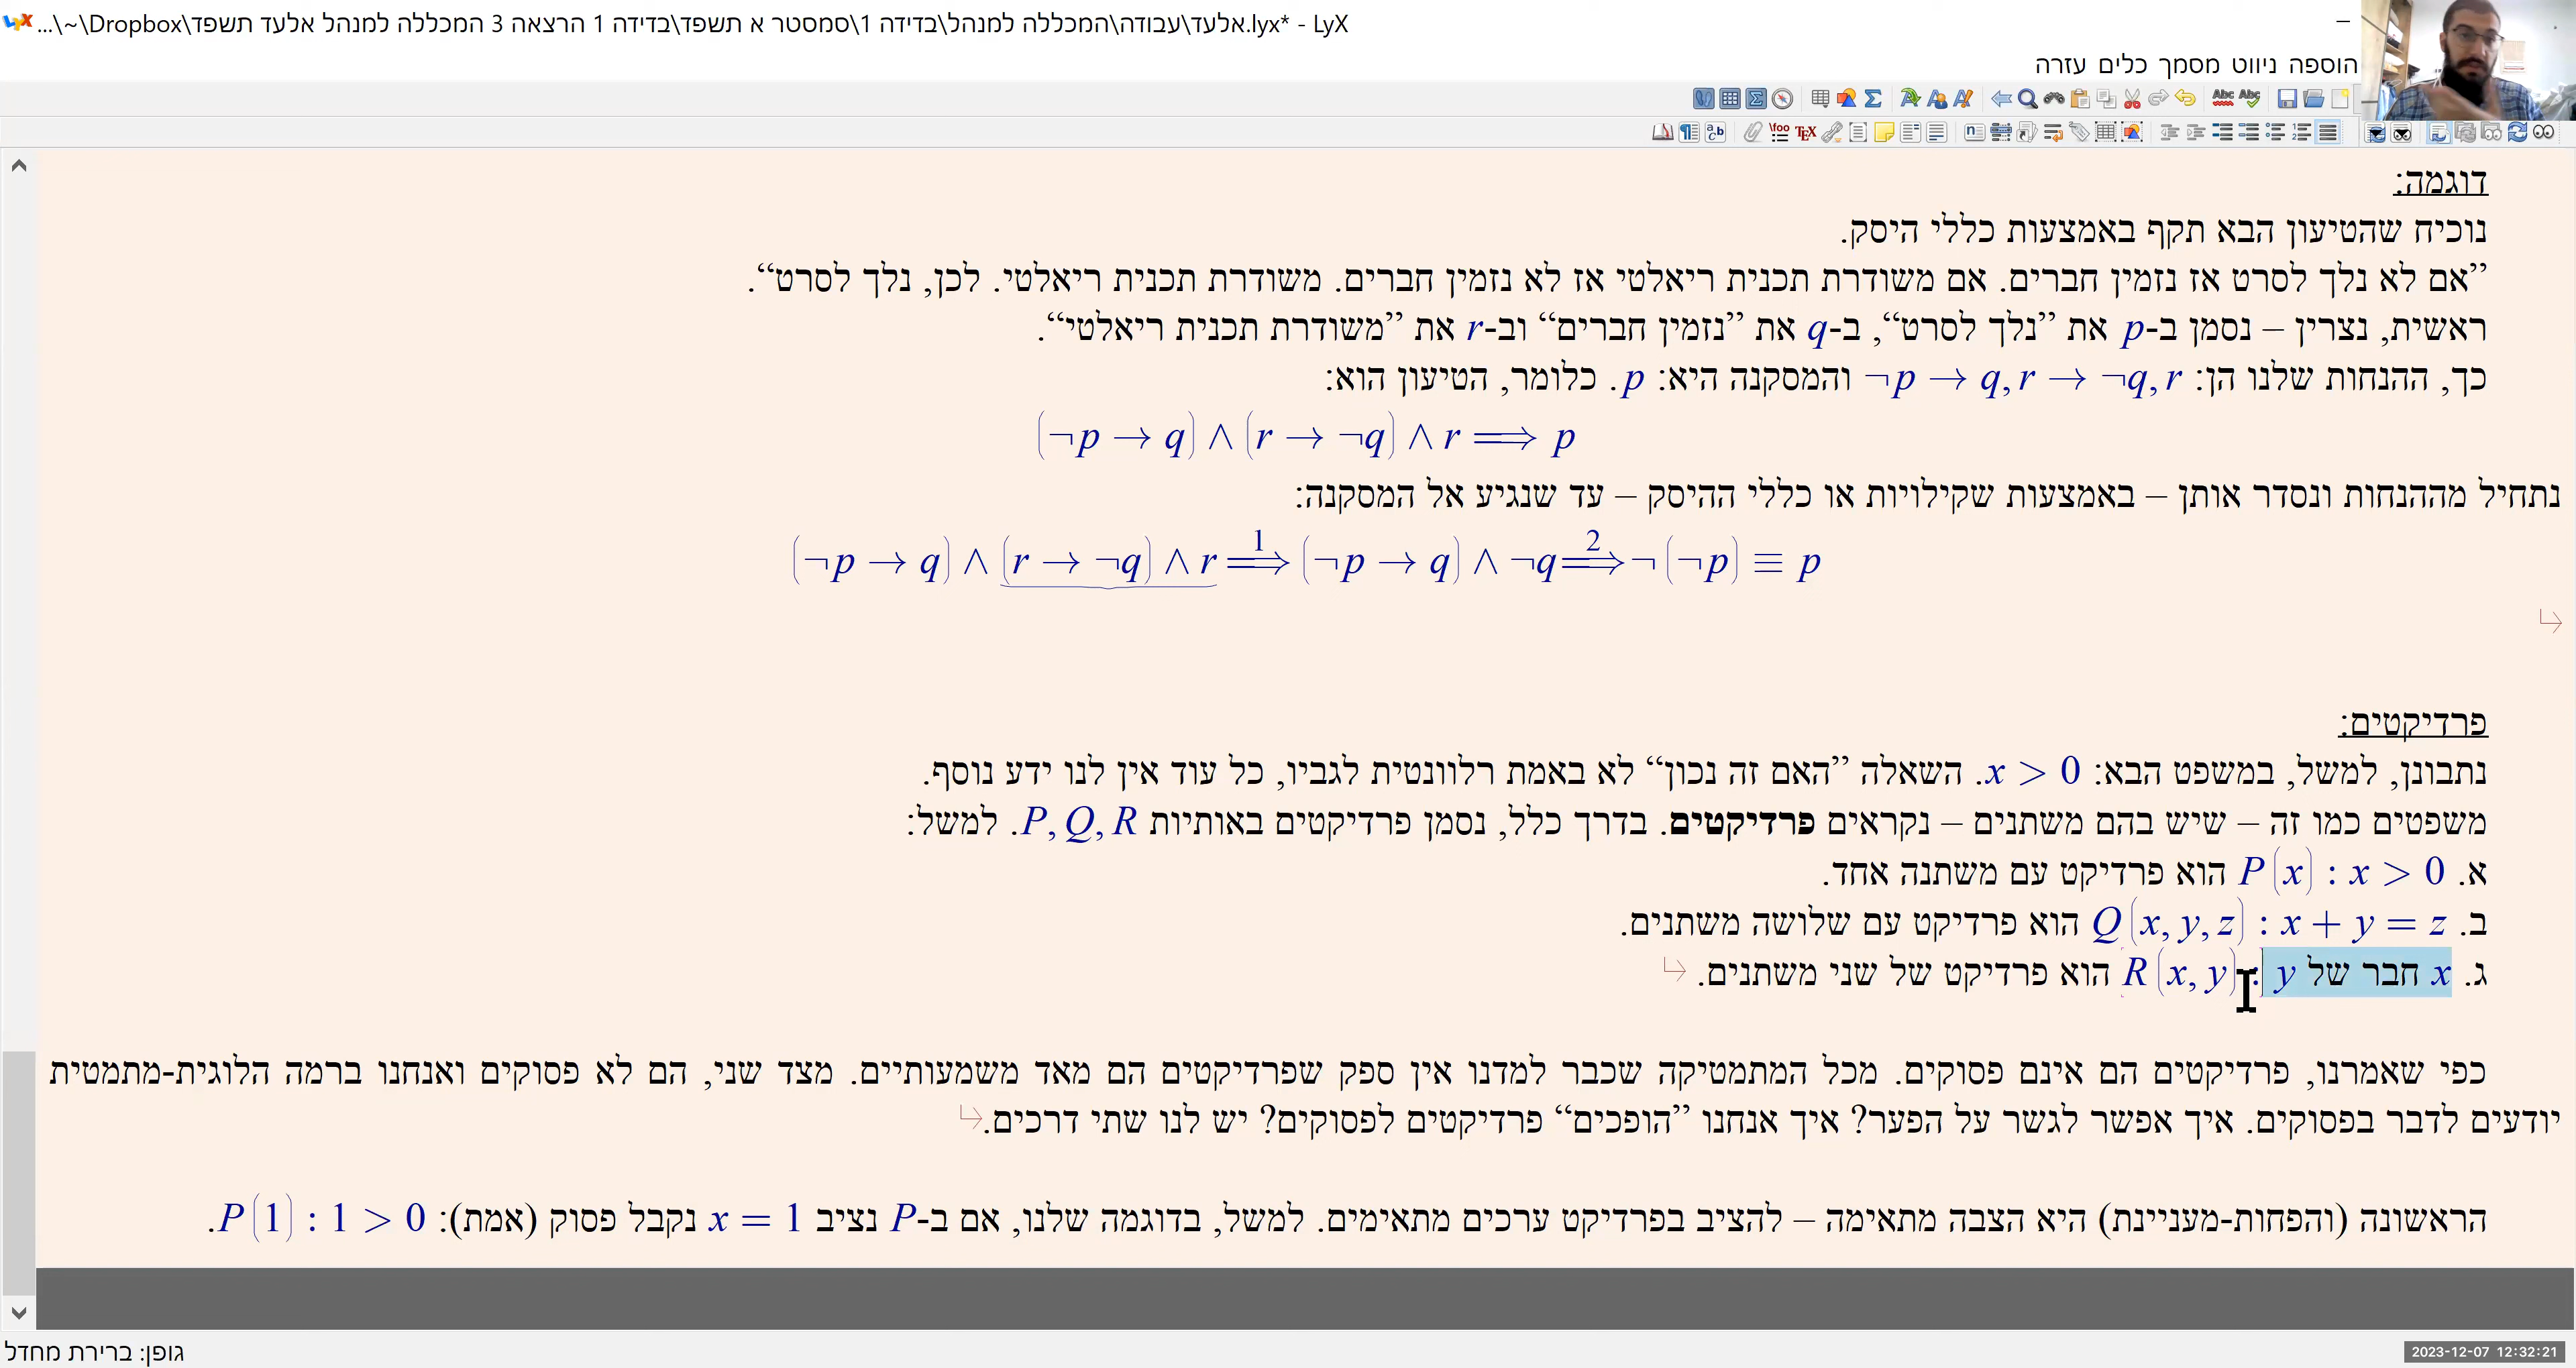 ...\~\Dropbox\אלעד\עבודה\המכללה למנהל\בדידה 1\סמסטר א תשפד\בדידה 1 הרצאה 3 המכללה למנהל אלעד תשפד.lyx* - LyX
הוספה ניווט מסמך כלים עזרה
דוגמה:
נוכיח שהטיעון הבא תקף באמצעות כללי היסק.
”אם לא נלך לסרט אז נזמין חברים. אם משודרת תכנית ריאלטי אז לא נזמין חברים. משודרת תכנית ריאלטי. לכן, נלך לסרט“.
ראשית, נצרין – נסמן ב-p את ”נלך לסרט“, ב-q את ”נזמין חברים“ וב-r את ”משודרת תכנית ריאלטי“.
כך, ההנחות שלנו הן: ¬p → q, r → ¬q, r והמסקנה היא: p. כלומר, הטיעון הוא:
(¬p → q) ∧ (r → ¬q) ∧ r ⟹ p
נתחיל מההנחות ונסדר אותן – באמצעות שקילויות או כללי ההיסק – עד שנגיע אל המסקנה:
(¬p → q) ∧ (r → ¬q) ∧ r ⟹1 (¬p → q) ∧ ¬q ⟹2 ¬(¬p) ≡ p
פרדיקטים:
נתבונן, למשל, במשפט הבא: x > 0. השאלה ”האם זה נכון“ לא באמת רלוונטית לגביו, כל עוד אין לנו ידע נוסף.
משפטים כמו זה – שיש בהם משתנים – נקראים פרדיקטים. בדרך כלל, נסמן פרדיקטים באותיות P, Q, R. למשל:
א. P(x) : x > 0 הוא פרדיקט עם משתנה אחד.
ב. Q(x, y, z) : x + y = z הוא פרדיקט עם שלושה משתנים.
ג. x חבר של y : R(x, y) הוא פרדיקט של שני משתנים.
כפי שאמרנו, פרדיקטים הם אינם פסוקים. מכל המתמטיקה שכבר למדנו אין ספק שפרדיקטים הם מאד משמעותיים. מצד שני, הם לא פסוקים ואנחנו ברמה הלוגית-מתמטית
יודעים לדבר בפסוקים. איך אפשר לגשר על הפער? איך אנחנו ”הופכים“ פרדיקטים לפסוקים? יש לנו שתי דרכים.
הראשונה (והפחות-מעניינת) היא הצבה מתאימה – להציב בפרדיקט ערכים מתאימים. למשל, בדוגמה שלנו, אם ב-P נציב x = 1 נקבל פסוק (אמת): P(1) : 1 > 0.
גופן: ברירת מחדל
2023-12-07 12:32:21